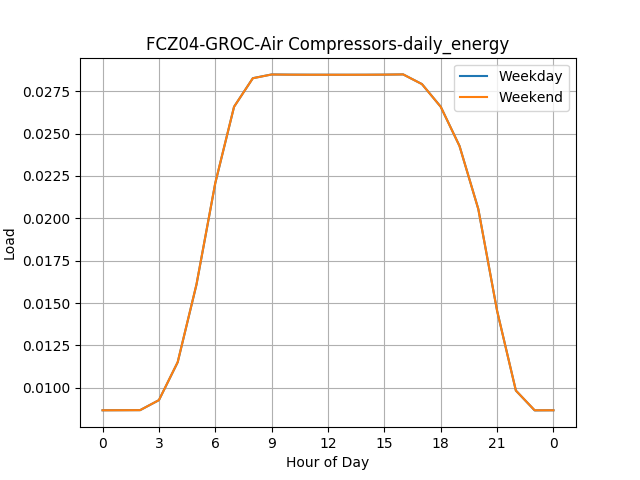 FCZ04-GROC-Air Compressors-daily_energy
Weekday
Weekend
Load
0.0275
0.0250
0.0225
0.0200
0.0175
0.0150
0.0125
0.0100
0 3 6 9 12 15 18 21 0
Hour of Day